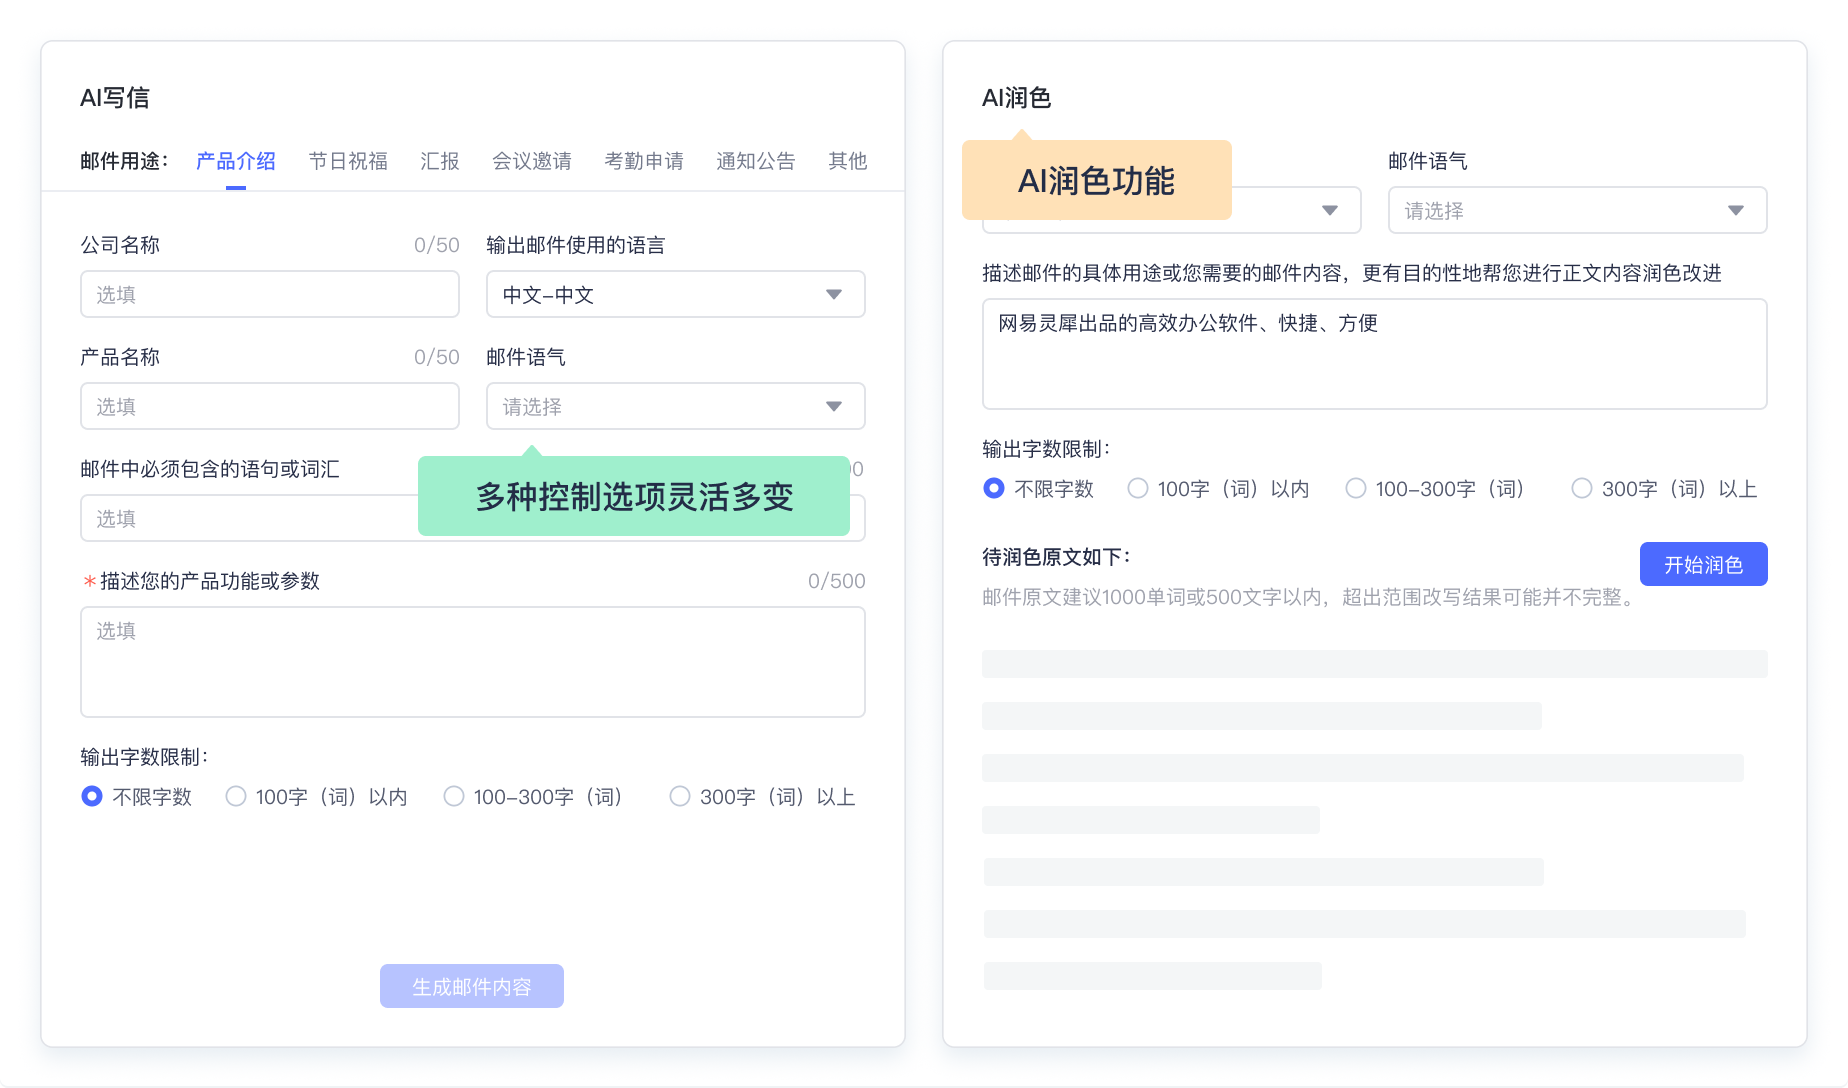 AI写信
邮件用途：
产品介绍
节日祝福
汇报
会议邀请
考勤申请
通知公告
其他
公司名称
0/50
输出邮件使用的语言
选填
中文–中文
产品名称
0/50
邮件语气
选填
请选择
邮件中必须包含的语句或词汇
选填
多种控制选项灵活多变
*描述您的产品功能或参数
0/500
选填
输出字数限制：
不限字数
100字（词）以内
100–300字（词）
300字（词）以上
生成邮件内容
AI润色
AI润色功能
邮件语气
请选择
描述邮件的具体用途或您需要的邮件内容，更有目的性地帮您进行正文内容润色改进
网易灵犀出品的高效办公软件、快捷、方便
输出字数限制：
不限字数
100字（词）以内
100–300字（词）
300字（词）以上
待润色原文如下：
开始润色
邮件原文建议1000单词或500文字以内，超出范围改写结果可能并不完整。